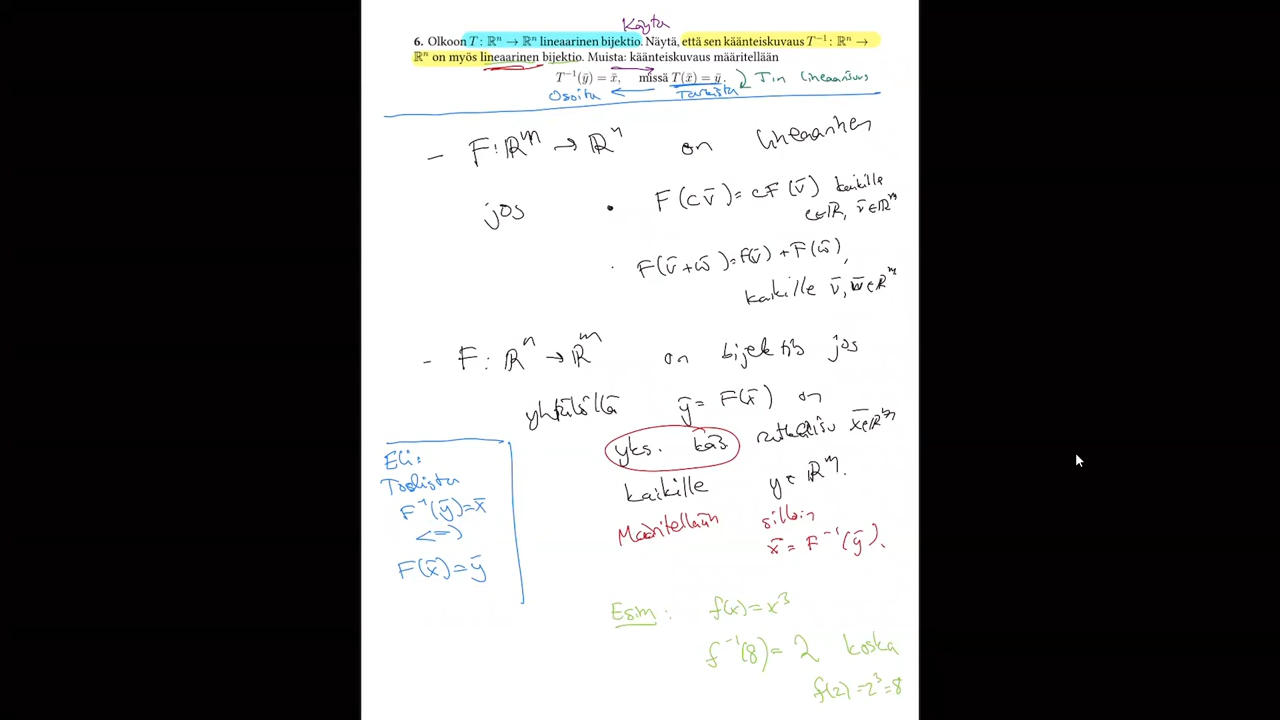 Käytä
6. Olkoon T : ℝⁿ → ℝⁿ lineaarinen bijektio. Näytä, että sen käänteiskuvaus T⁻¹ : ℝⁿ →
ℝⁿ on myös lineaarinen bijektio. Muista: käänteiskuvaus määritellään
T⁻¹(ȳ) = x̄, missä T(x̄) = ȳ. T:n lineaarisuus
Osoita ← Tarkista
- F: ℝᵐ → ℝⁿ on lineaarinen
jos • F(cv̄) = cF(v̄) kaikille
c∈ℝ, v̄∈ℝᵐ
· F(v̄+w̄)=f(v̄)+F(w̄),
kaikille v̄, w̄∈ℝᵐ
- F: ℝⁿ → ℝᵐ on bijektio jos
yhtälöllä ȳ = F(x̄) on
yks. käs. ratkaisu x̄∈ℝⁿ
kaikille y∈ℝᵐ.
Määritellään silloin
x̄ = F⁻¹(ȳ).
Eli:
Todista
F⁻¹(ȳ)=x̄
<=>
F(x̄)=ȳ
Esim: f(x)=x³
f⁻¹(8)=2 koska
f(2)=2³=8